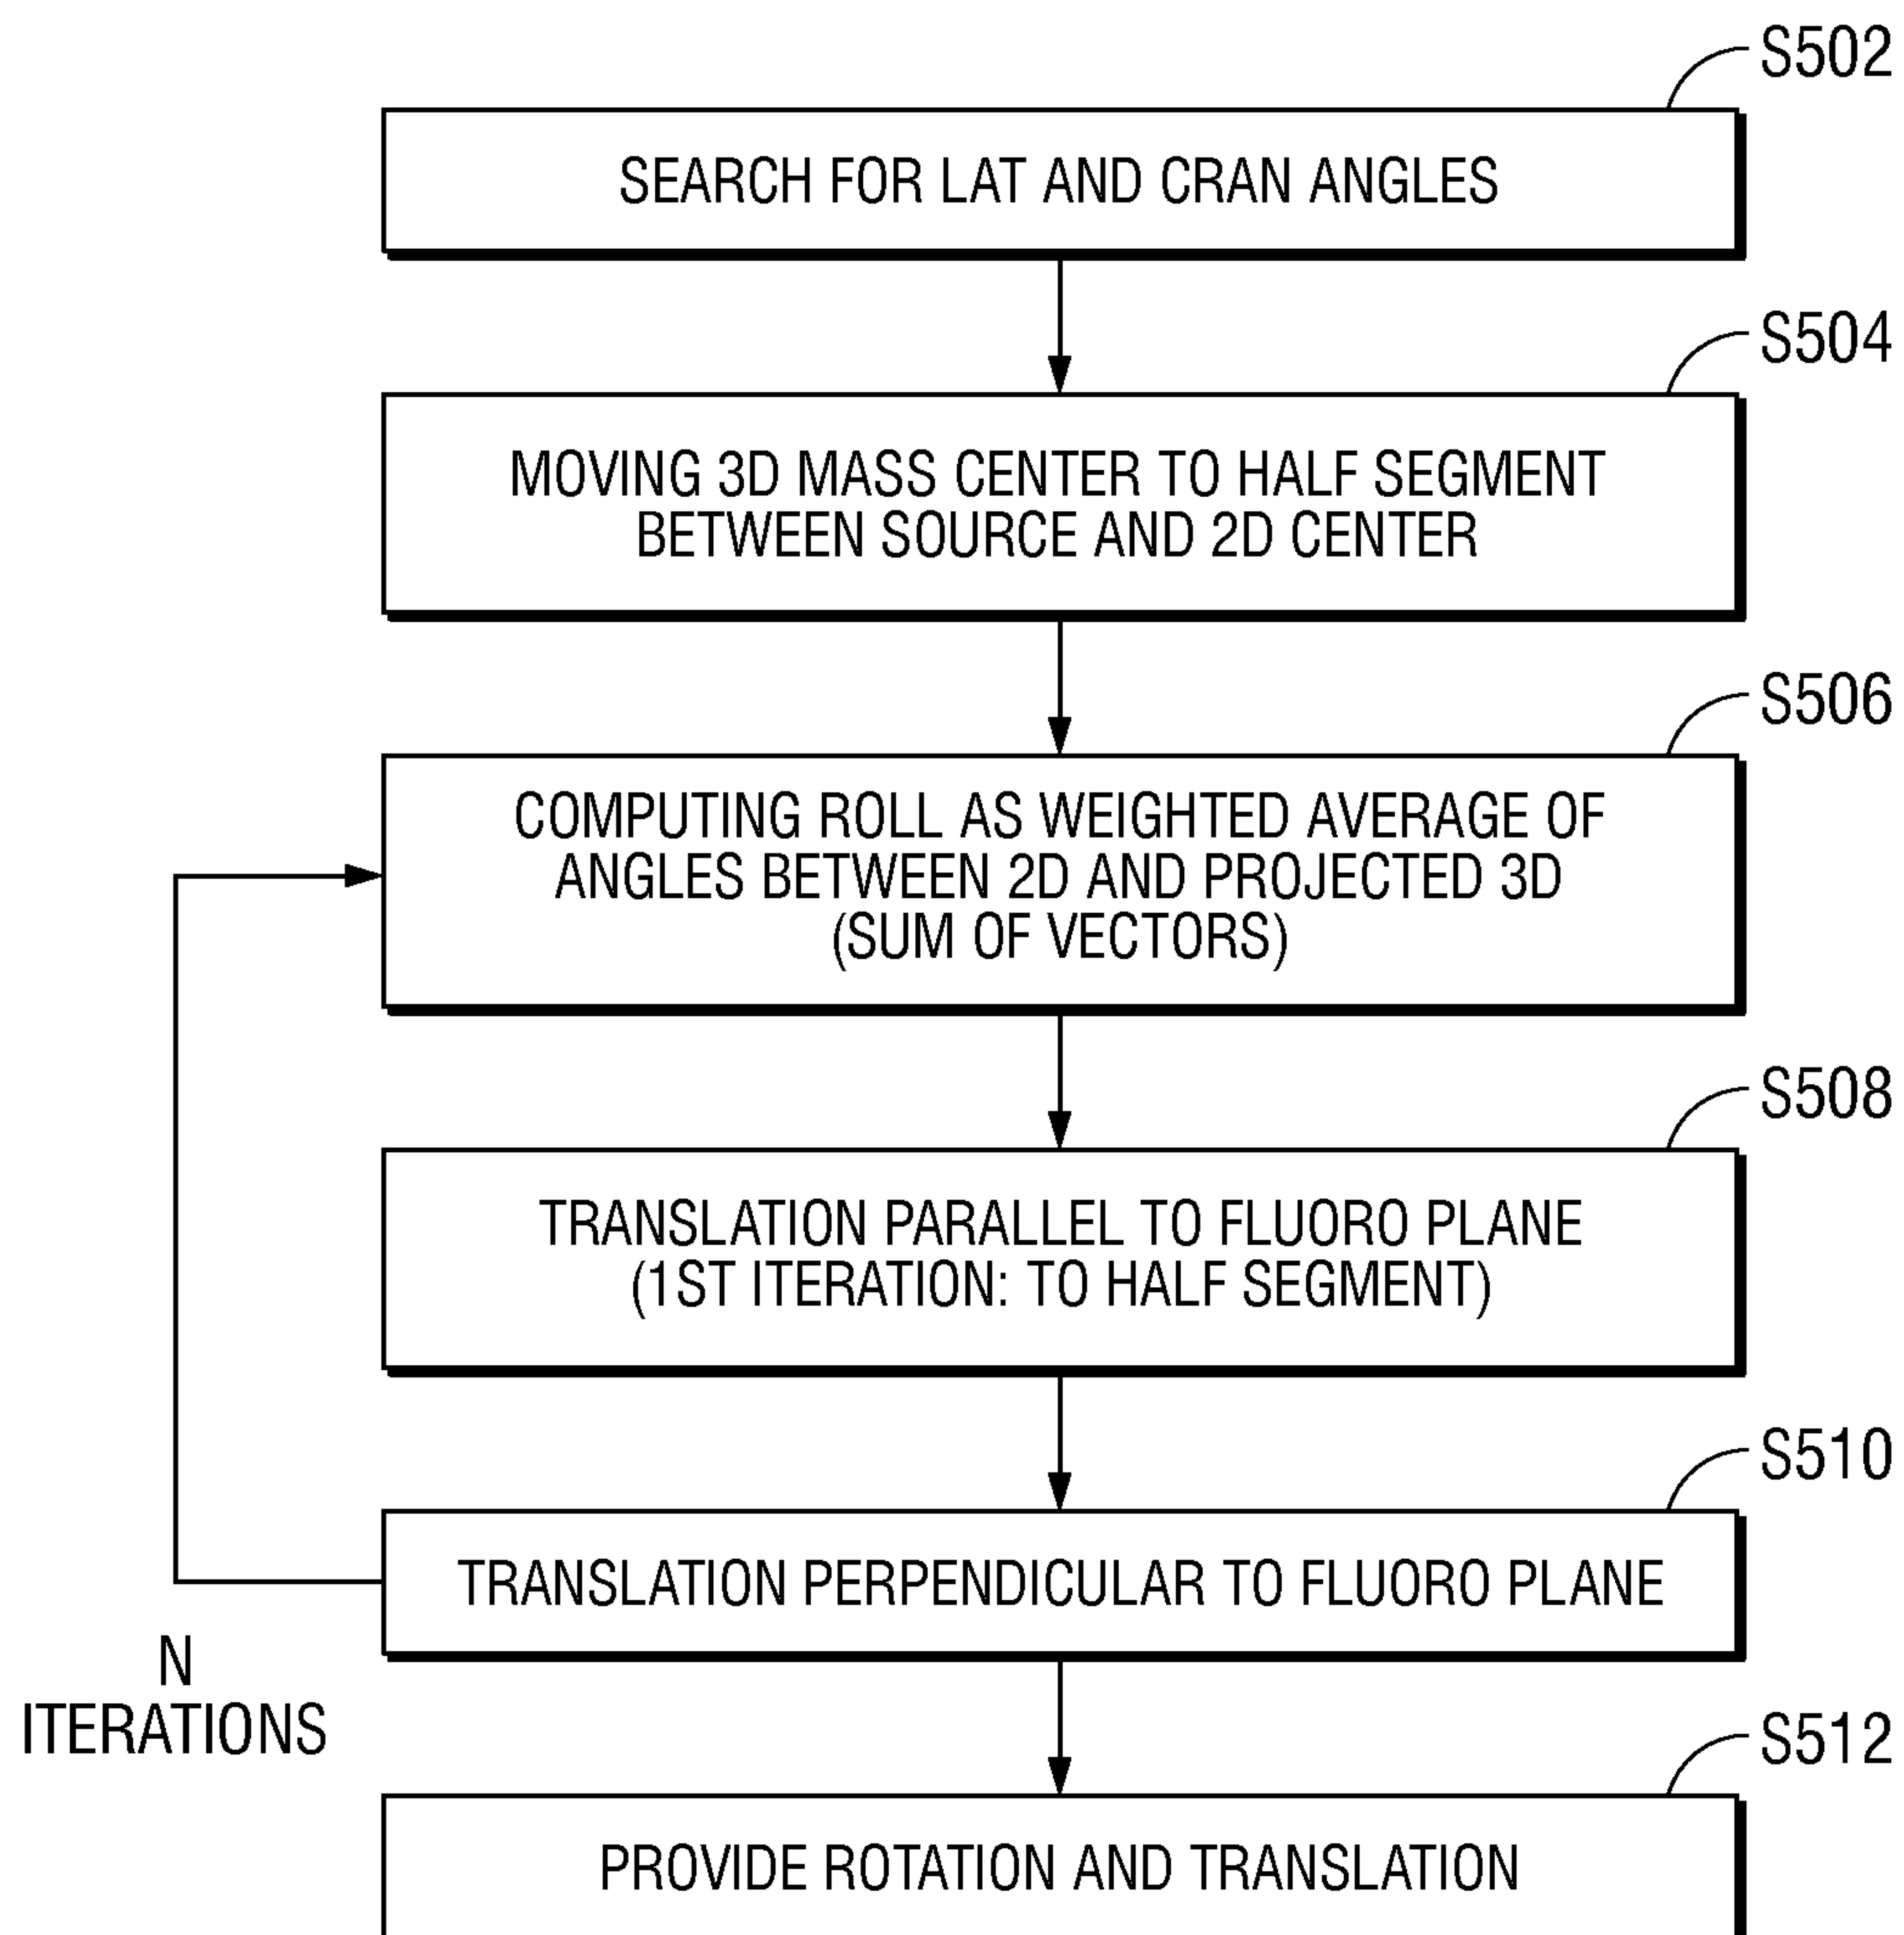 S502
SEARCH FOR LAT AND CRAN ANGLES
S504
MOVING 3D MASS CENTER TO HALF SEGMENT
BETWEEN SOURCE AND 2D CENTER
S506
COMPUTING ROLL AS WEIGHTED AVERAGE OF
ANGLES BETWEEN 2D AND PROJECTED 3D
(SUM OF VECTORS)
S508
TRANSLATION PARALLEL TO FLUORO PLANE
(1ST ITERATION: TO HALF SEGMENT)
S510
TRANSLATION PERPENDICULAR TO FLUORO PLANE
N
ITERATIONS
S512
PROVIDE ROTATION AND TRANSLATION